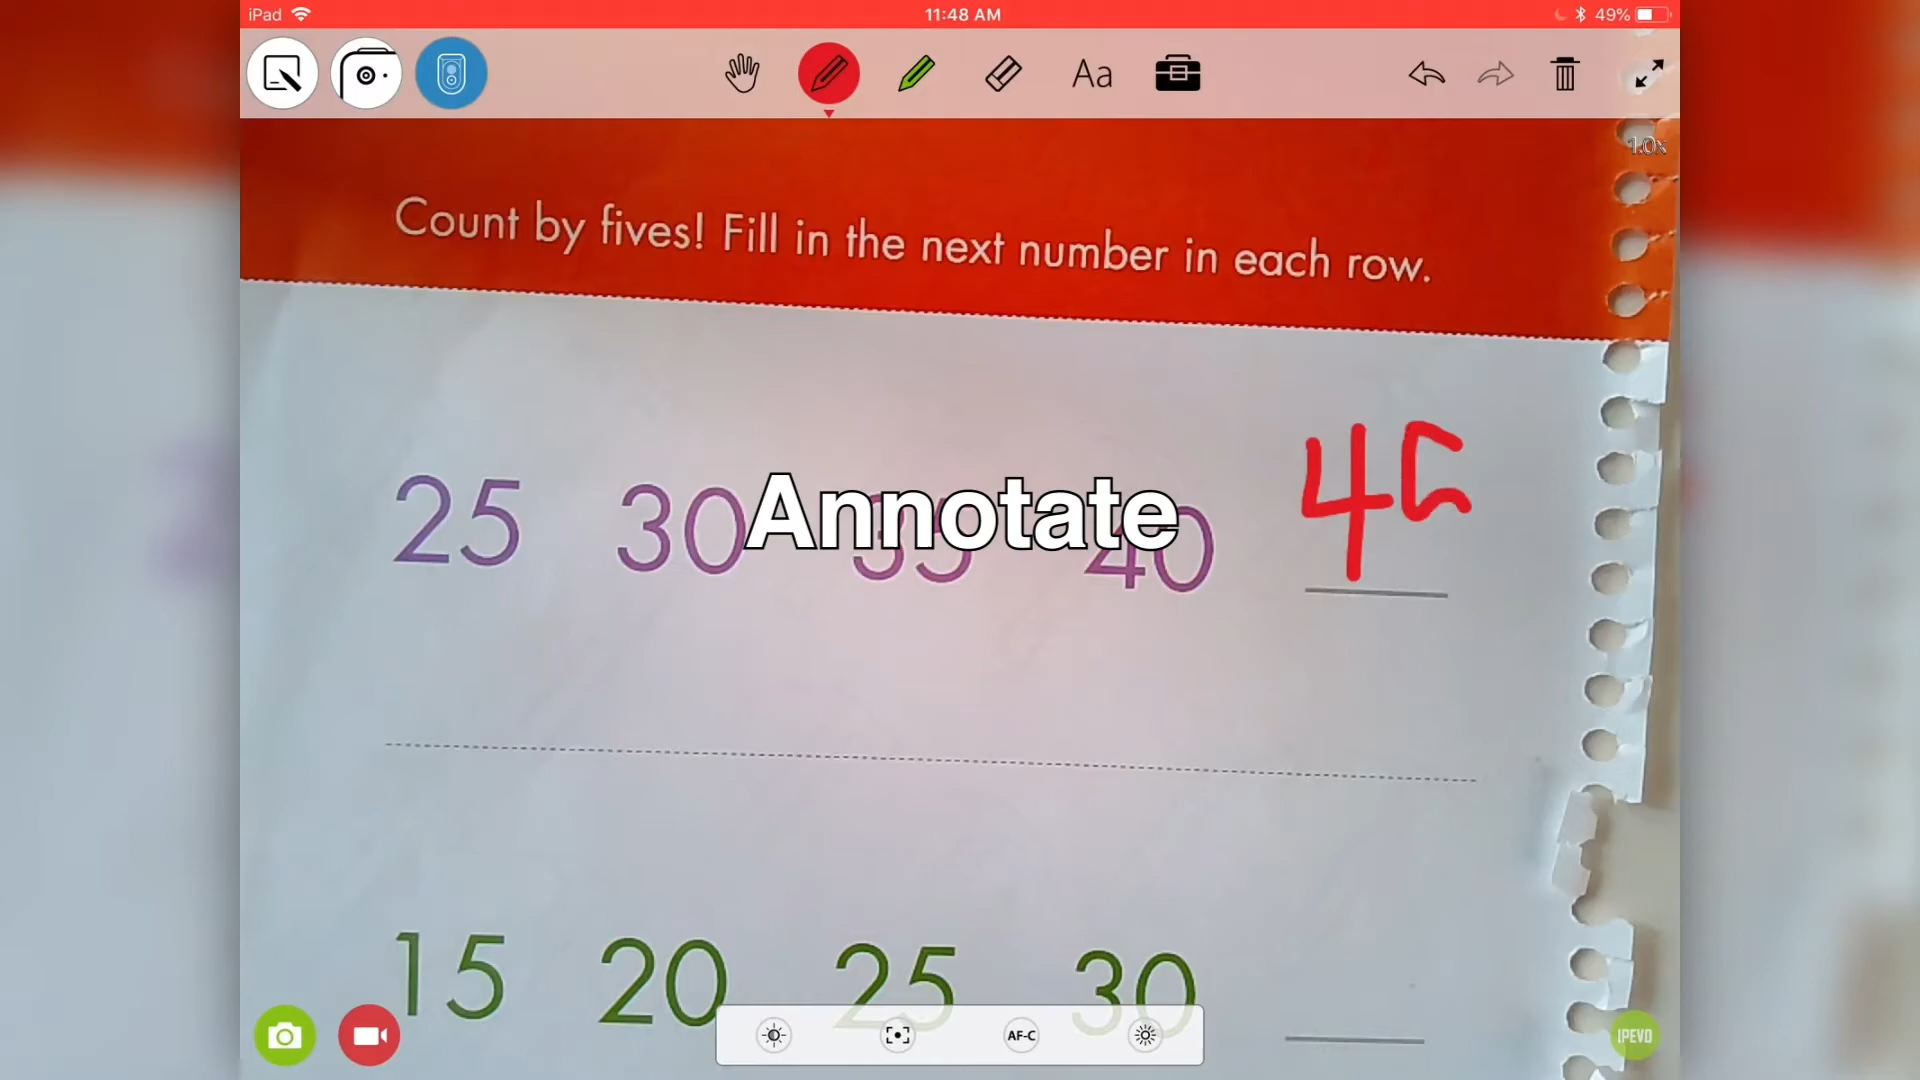 iPad 11:48 AM 49%
Aa
1.0x
Count by fives! Fill in the next number in each row.
25 30 35 40 45
Annotate
15 20 25 30
AF-C
IPEVO